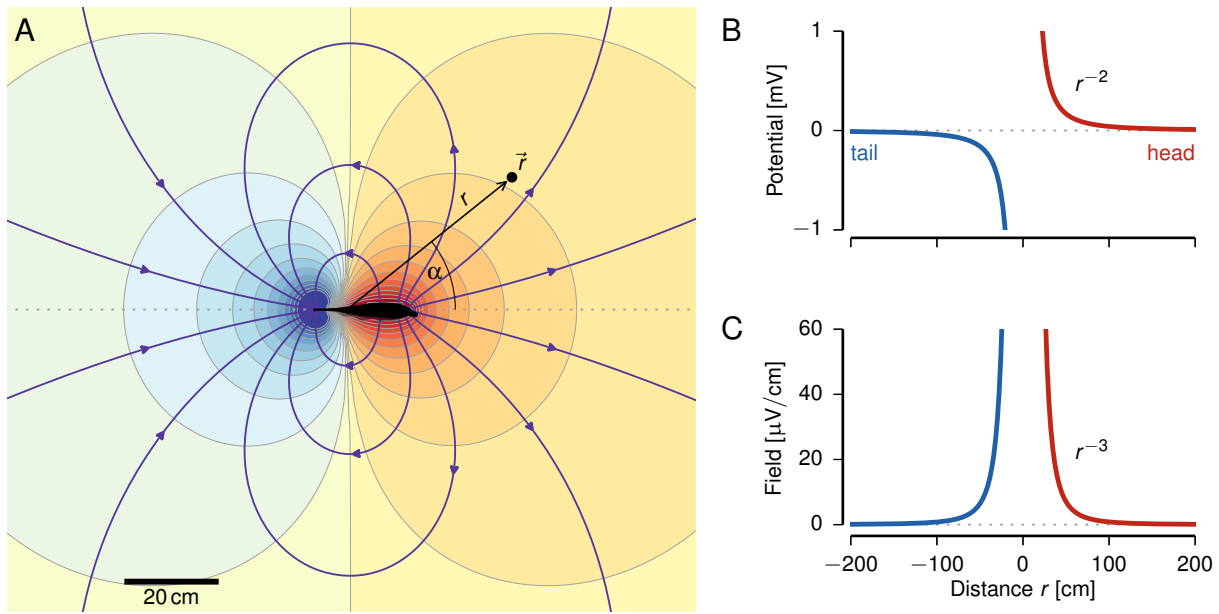 A
r⃗
r
α
20 cm
B
Potential [mV]
1
0
−1
r⁻²
tail
head
C
Field [μV/cm]
60
40
20
0
r⁻³
−200
−100
0
100
200
Distance r [cm]